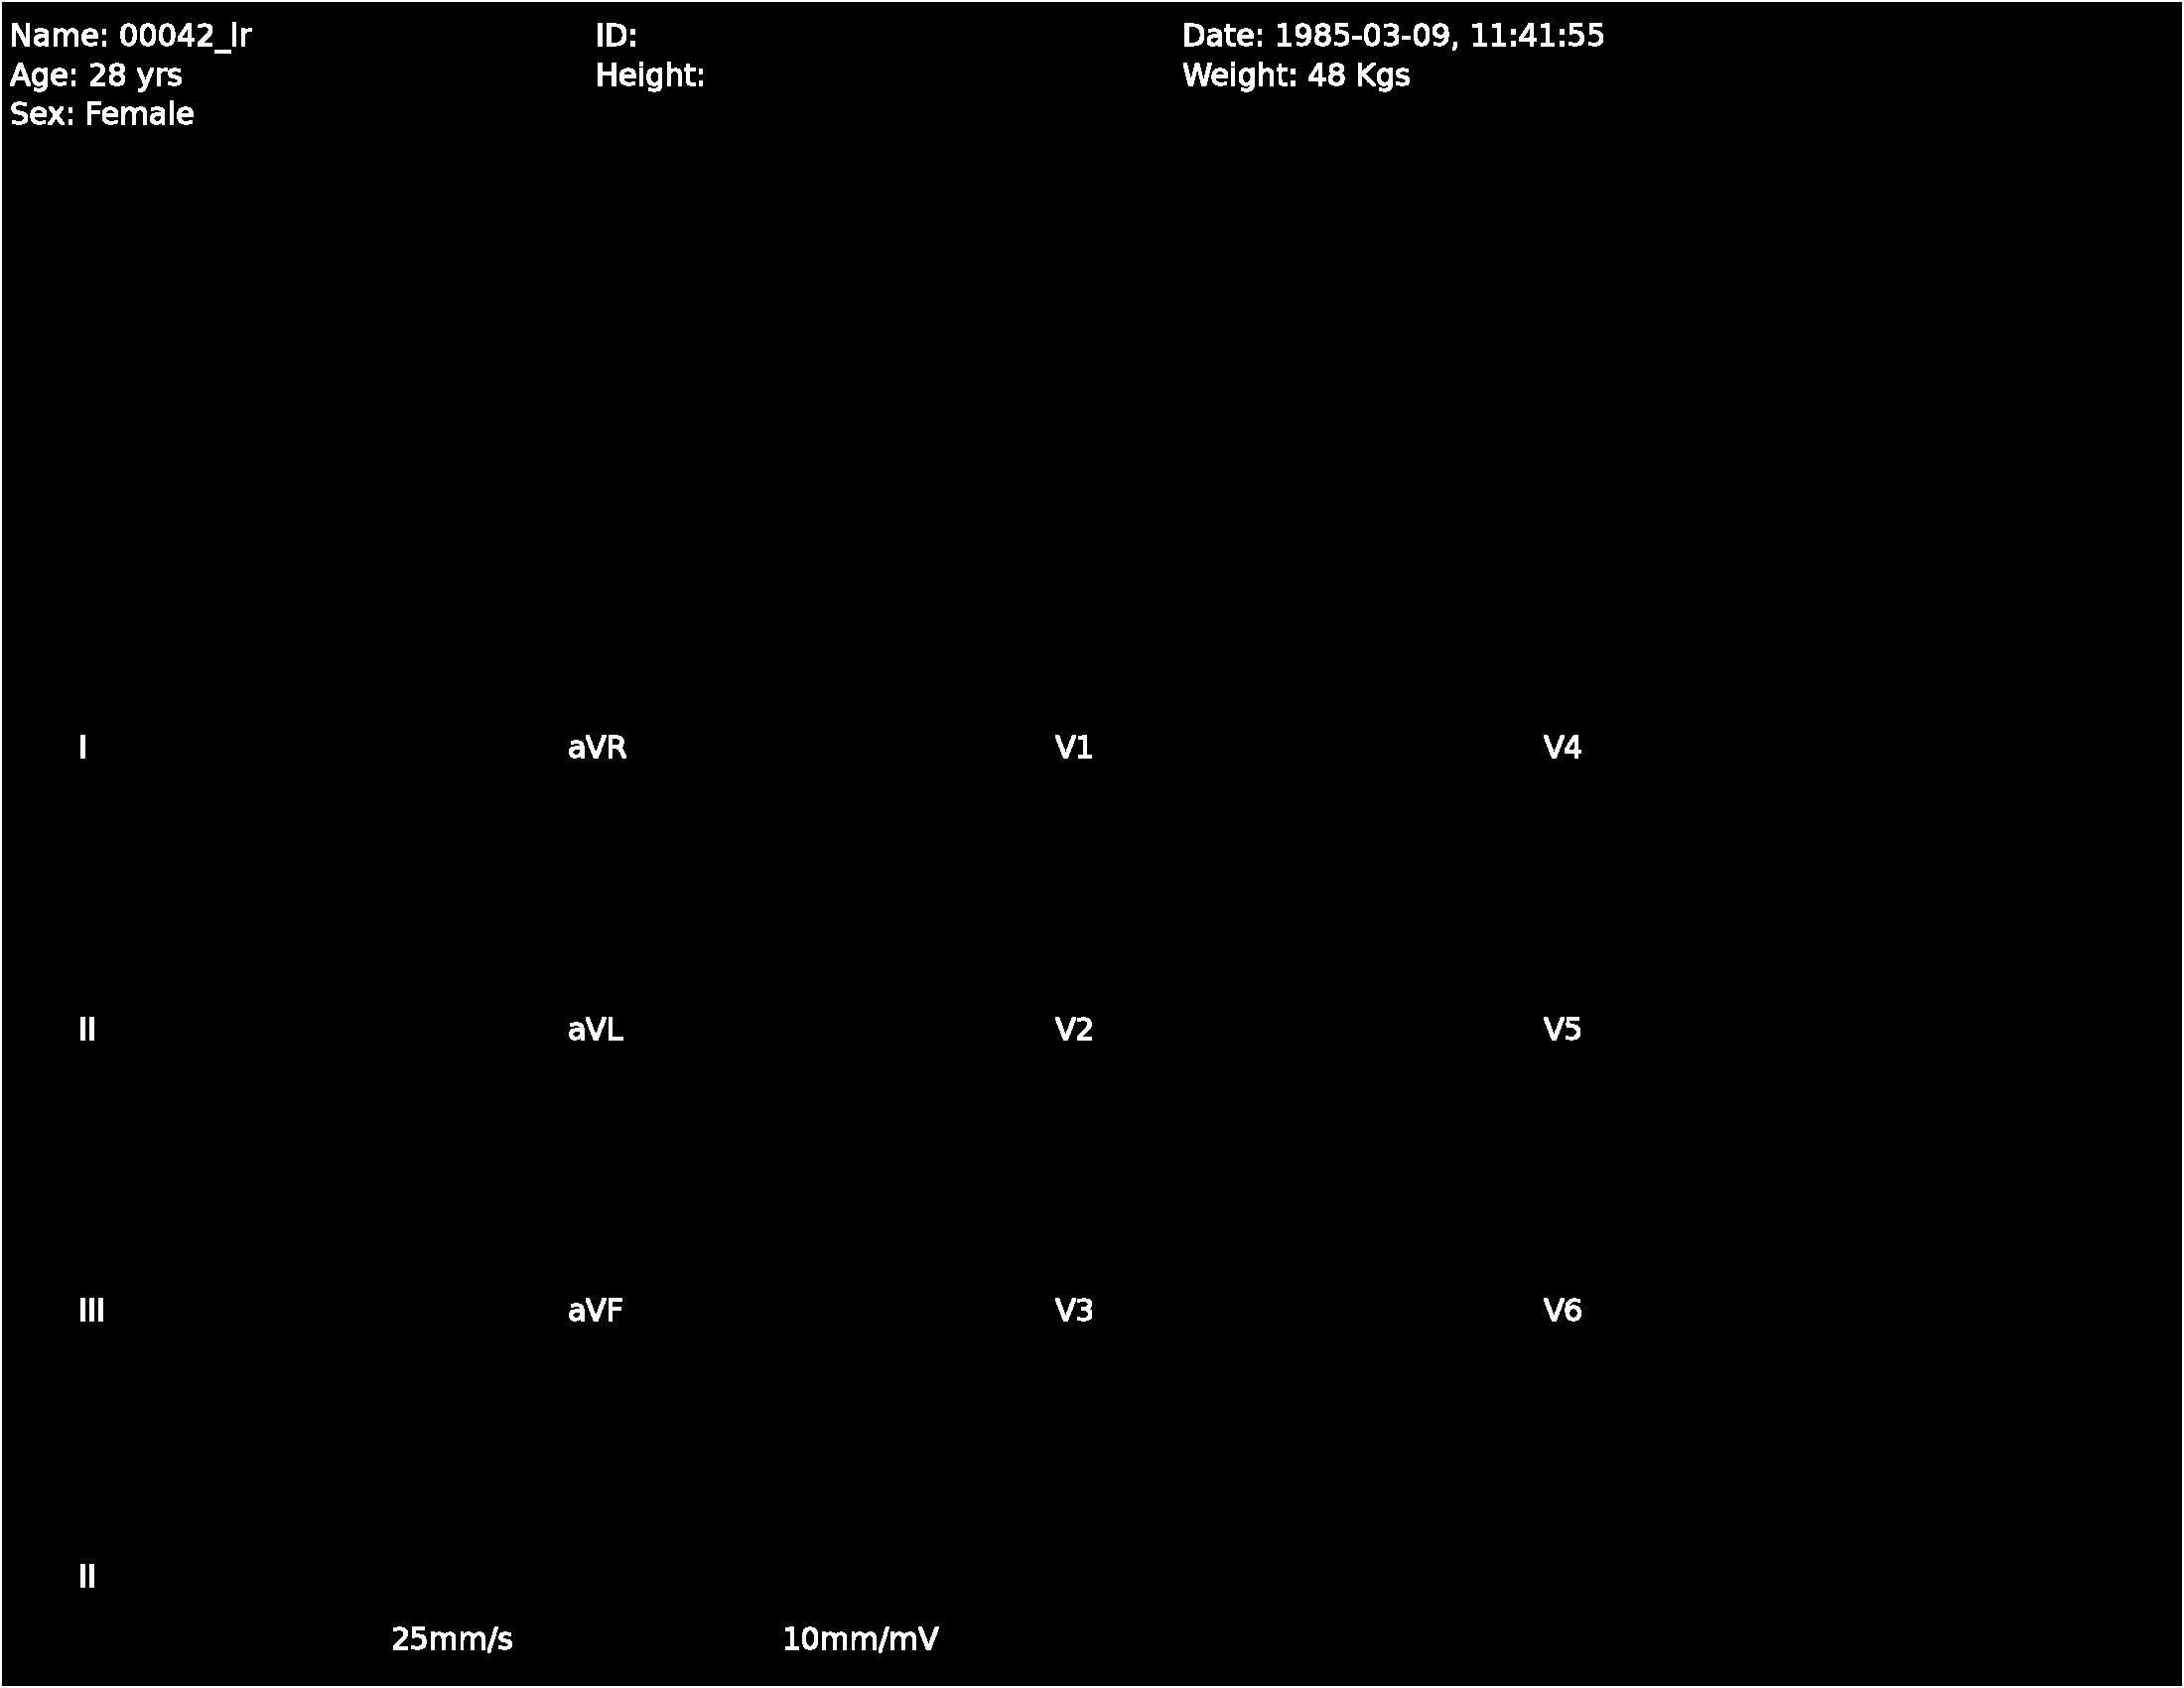 Name: 00042_lr ID: Date: 1985-03-09, 11:41:55
Age: 28 yrs Height: Weight: 48 Kgs
Sex: Female
I aVR V1 V4
II aVL V2 V5
III aVF V3 V6
II
25mm/s 10mm/mV